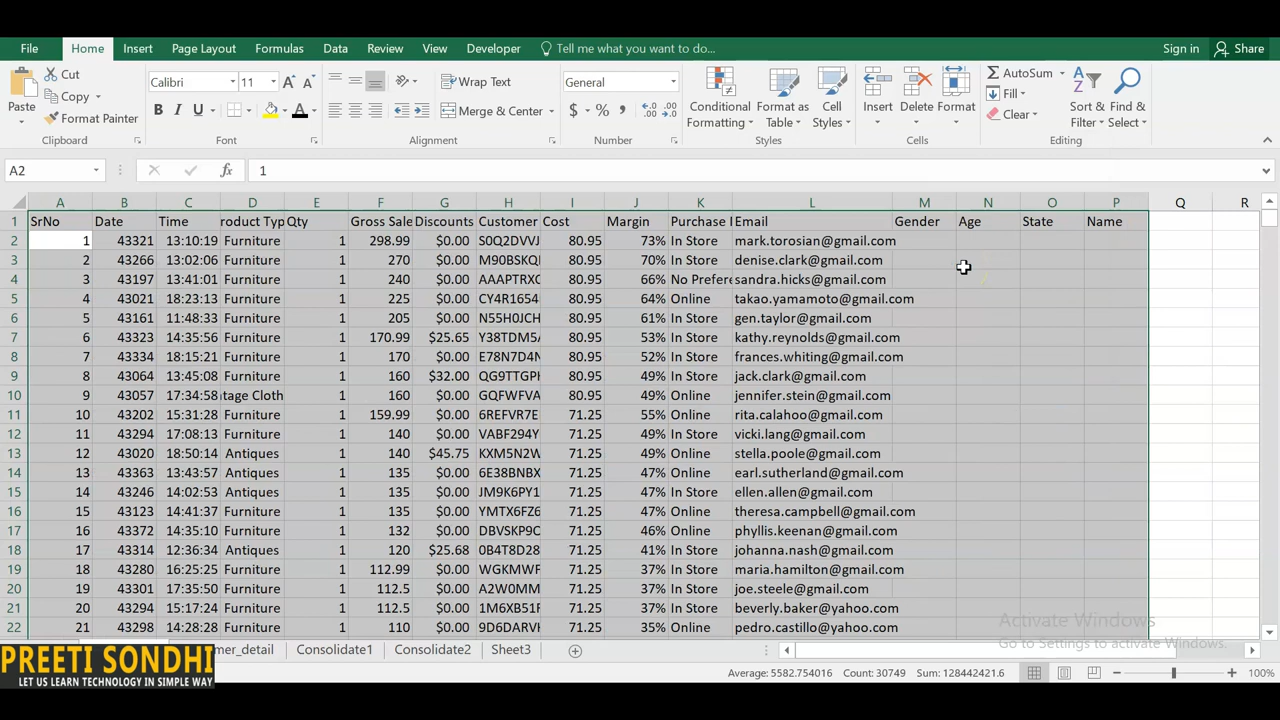 File Home Insert Page Layout Formulas Data Review View Developer Tell me what you want to do... Sign in Share
Paste Cut Copy Format Painter
Calibri 11
B I U
Wrap Text
Merge & Center
General
$ %
Conditional Formatting Format as Table Cell Styles
Insert Delete Format
AutoSum Fill Clear
Sort & Filter Find & Select
Clipboard Font Alignment Number Styles Cells Editing
A2 fx 1
A B C D E F G H I J K L M N O P Q R
1 SrNo Date Time roduct Typ Qty Gross Sale Discounts Customer Cost Margin Purchase Email Gender Age State Name
2 1 43321 13:10:19 Furniture 1 298.99 $0.00 S0Q2DVVJ 80.95 73% In Store mark.torosian@gmail.com
3 2 43266 13:02:06 Furniture 1 270 $0.00 M90BSKQ 80.95 70% In Store denise.clark@gmail.com
4 3 43197 13:41:01 Furniture 1 240 $0.00 AAAPTRX 80.95 66% No Prefere sandra.hicks@gmail.com
5 4 43021 18:23:13 Furniture 1 225 $0.00 CY4R1654 80.95 64% Online takao.yamamoto@gmail.com
6 5 43161 11:48:33 Furniture 1 205 $0.00 N55H0JCH 80.95 61% In Store gen.taylor@gmail.com
7 6 43323 14:35:56 Furniture 1 170.99 $25.65 Y38TDM5 80.95 53% In Store kathy.reynolds@gmail.com
8 7 43334 18:15:21 Furniture 1 170 $0.00 E78N7D4N 80.95 52% In Store frances.whiting@gmail.com
9 8 43064 13:45:08 Furniture 1 160 $32.00 QG9TTGP 80.95 49% In Store jack.clark@gmail.com
10 9 43057 17:34:58 tage Cloth 1 160 $0.00 GQFWFVA 80.95 49% Online jennifer.stein@gmail.com
11 10 43202 15:31:28 Furniture 1 159.99 $0.00 6REFVR7E 71.25 55% Online rita.calahoo@gmail.com
12 11 43294 17:08:13 Furniture 1 140 $0.00 VABF294Y 71.25 49% In Store vicki.lang@gmail.com
13 12 43020 18:50:14 Antiques 1 140 $45.75 KXM5N2W 71.25 49% Online stella.poole@gmail.com
14 13 43363 13:43:57 Antiques 1 135 $0.00 6E38BNBX 71.25 47% In Store earl.sutherland@gmail.com
15 14 43246 14:02:53 Antiques 1 135 $0.00 JM9K6PY1 71.25 47% In Store ellen.allen@gmail.com
16 15 43123 14:41:37 Furniture 1 135 $0.00 YMTX6FZ 71.25 47% Online theresa.campbell@gmail.com
17 16 43372 14:35:10 Furniture 1 132 $0.00 DBVSKP9C 71.25 46% Online phyllis.keenan@gmail.com
18 17 43314 12:36:34 Antiques 1 120 $25.68 0B4T8D28 71.25 41% In Store johanna.nash@gmail.com
19 18 43280 16:25:25 Furniture 1 112.99 $0.00 WGKMWF 71.25 37% In Store maria.hamilton@gmail.com
20 19 43301 17:35:50 Furniture 1 112.5 $0.00 A2W0MM 71.25 37% In Store joe.steele@gmail.com
21 20 43294 15:17:24 Furniture 1 112.5 $0.00 1M6XB51F 71.25 37% In Store beverly.baker@yahoo.com
22 21 43298 14:28:28 Furniture 1 110 $0.00 9D6DARVH 71.25 35% Online pedro.castillo@yahoo.com
Activate Windows
Go to Settings to activate Windows.
mer_detail Consolidate1 Consolidate2 Sheet3
PREETI SONDHI
LET US LEARN TECHNOLOGY IN SIMPLE WAY
Average: 5582.754016 Count: 30749 Sum: 128442421.6 100%